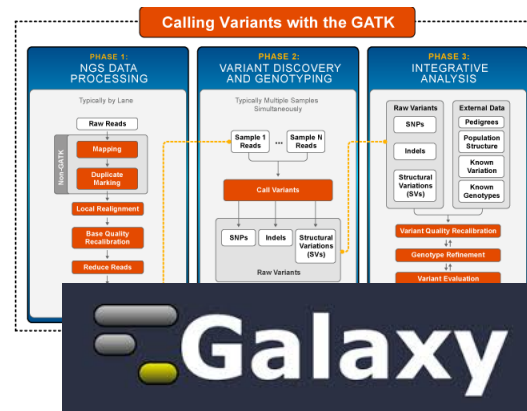 Calling Variants with the GATK
PHASE 1:
NGS DATA
PROCESSING
Typically by Lane
Raw Reads
Non-GATK
Mapping
Duplicate
Marking
Local Realignment
Base Quality
Recalibration
Reduce Reads
PHASE 2:
VARIANT DISCOVERY
AND GENOTYPING
Typically Multiple Samples
Simultaneously
Sample 1
Reads
...
Sample N
Reads
Call Variants
SNPs
Indels
Structural
Variations
(SVs)
Raw Variants
PHASE 3:
INTEGRATIVE
ANALYSIS
Raw Variants
SNPs
Indels
Structural
Variations
(SVs)
External Data
Pedigrees
Population
Structure
Known
Variation
Known
Genotypes
Variant Quality Recalibration
Genotype Refinement
Variant Evaluation
Galaxy